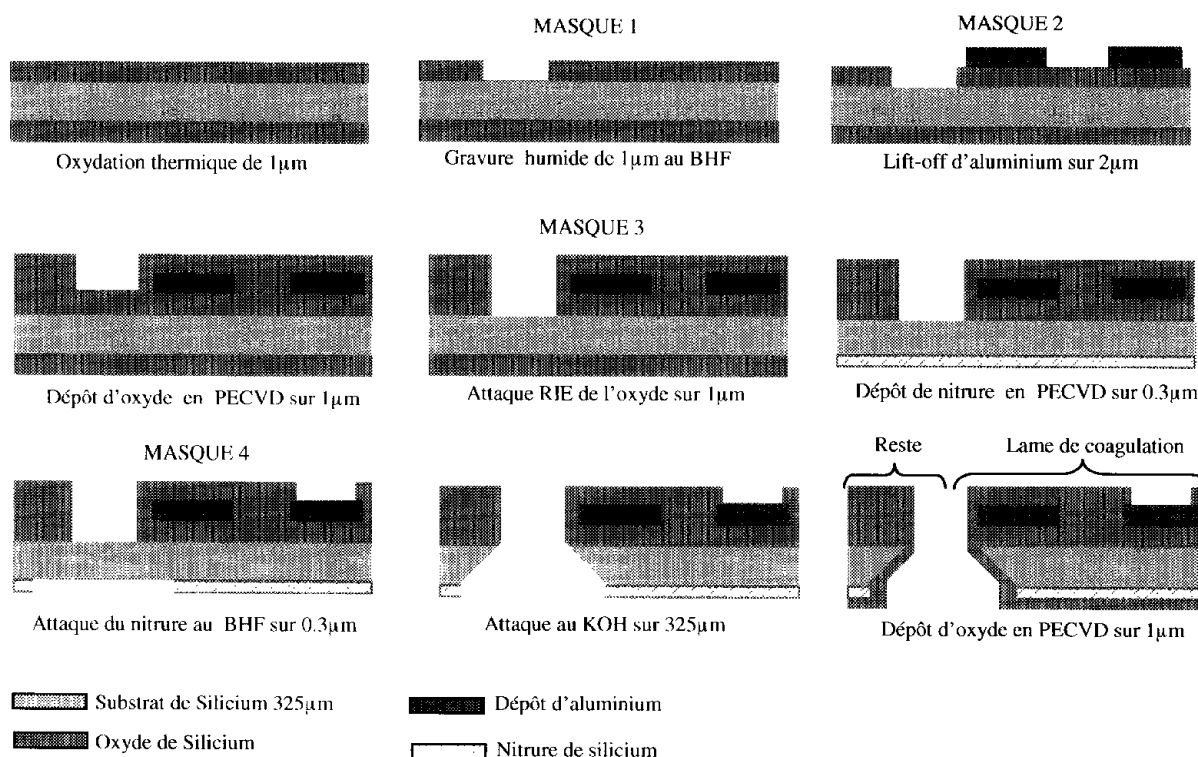 MASQUE 1
MASQUE 2
Oxydation thermique de 1µm
Gravure humide de 1µm au BHF
Lift-off d'aluminium sur 2µm
MASQUE 3
Dépôt d'oxyde en PECVD sur 1µm
Attaque RIE de l'oxyde sur 1µm
Dépôt de nitrure en PECVD sur 0.3µm
MASQUE 4
Reste
Lame de coagulation
Attaque du nitrure au BHF sur 0.3µm
Attaque au KOH sur 325µm
Dépôt d'oxyde en PECVD sur 1µm
Substrat de Silicium 325µm
Dépôt d'aluminium
Oxyde de Silicium
Nitrure de silicium